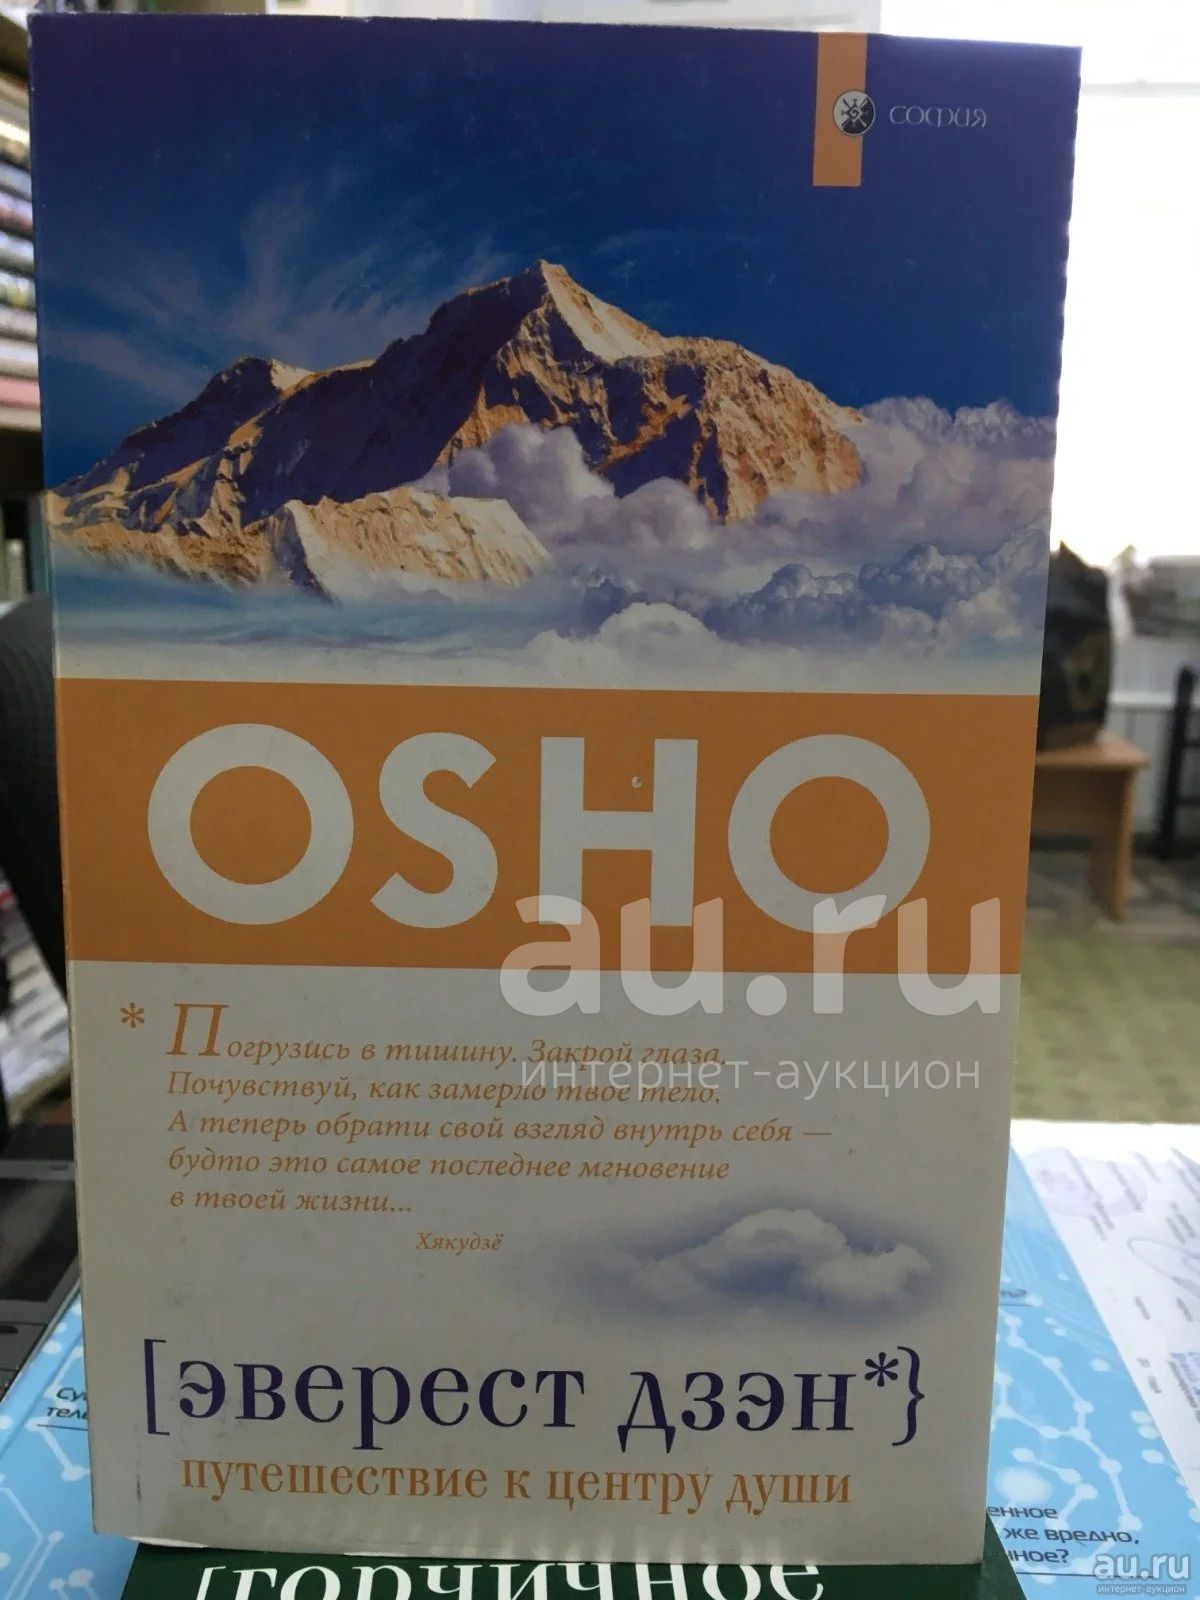 СОФИЯ
OSHO
* Погрузись в тишину. Закрой глаза.
Почувствуй, как замерло твое тело.
А теперь обрати свой взгляд внутрь себя —
будто это самое последнее мгновение
в твоей жизни...
Хякудзё
[эверест дзэн*}
путешествие к центру души
au.ru
интернет-аукцион
[горчичное
же вредно,
au.ru
интернет-аукцион